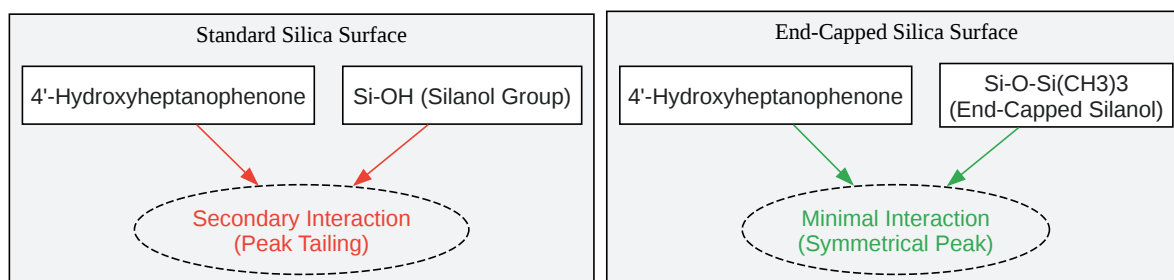 Standard Silica Surface
4'-Hydroxyheptanophenone
Si-OH (Silanol Group)
Secondary Interaction
(Peak Tailing)
End-Capped Silica Surface
4'-Hydroxyheptanophenone
Si-O-Si(CH3)3
(End-Capped Silanol)
Minimal Interaction
(Symmetrical Peak)